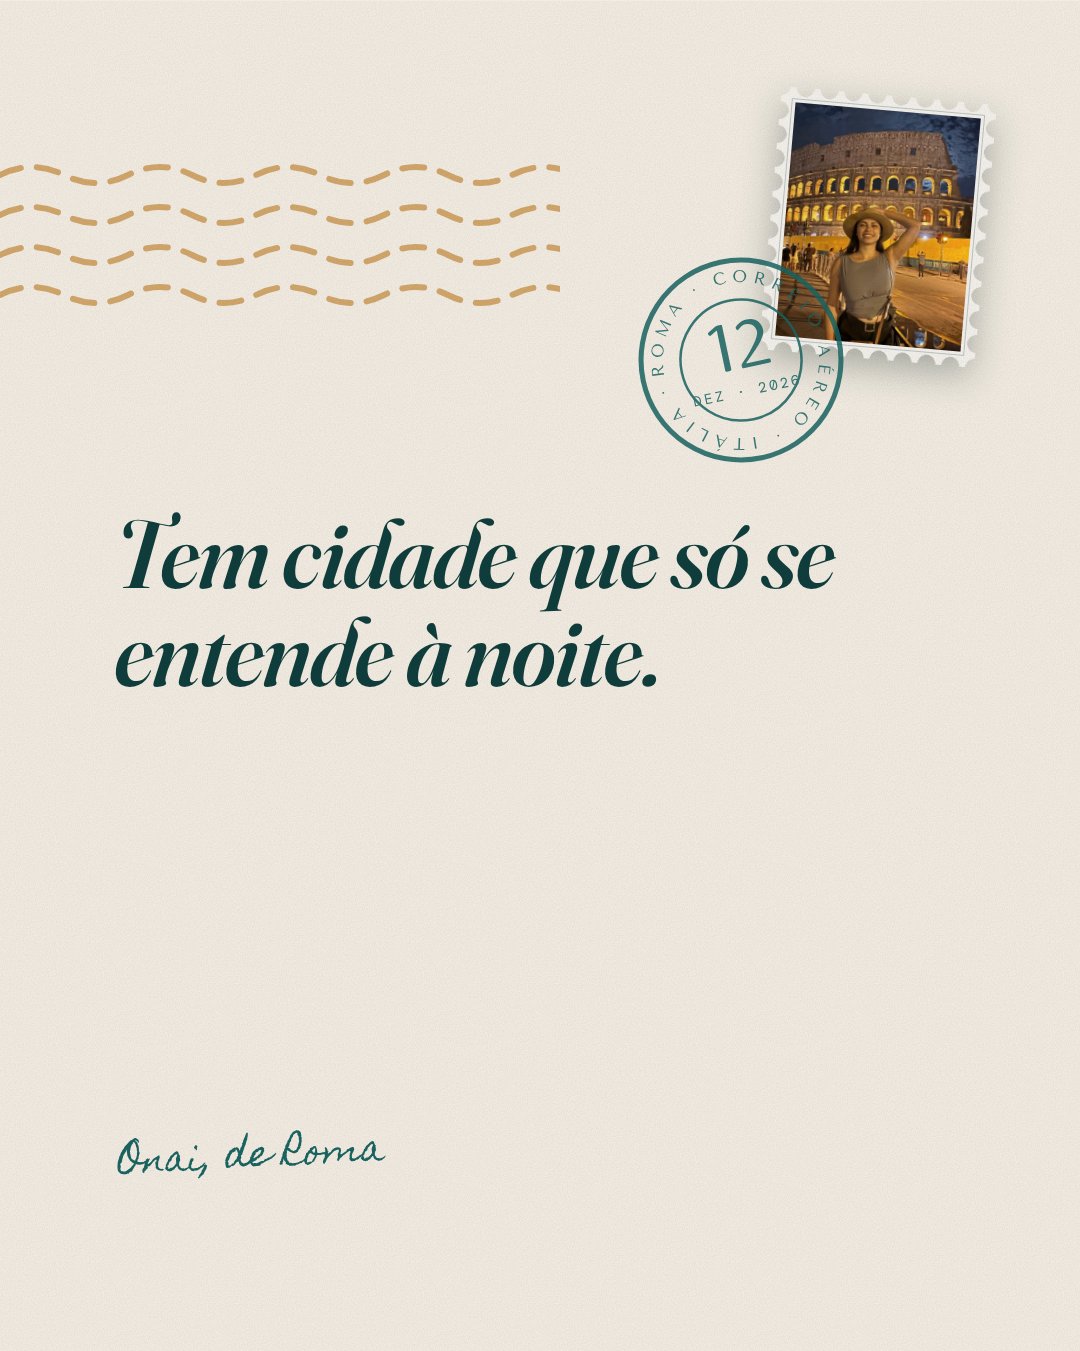 ROMA · CORREIO AÉREO · ITÁLIA ·
12
DEZ · 2026
Tem cidade que só se
entende à noite.
Onai, de Roma